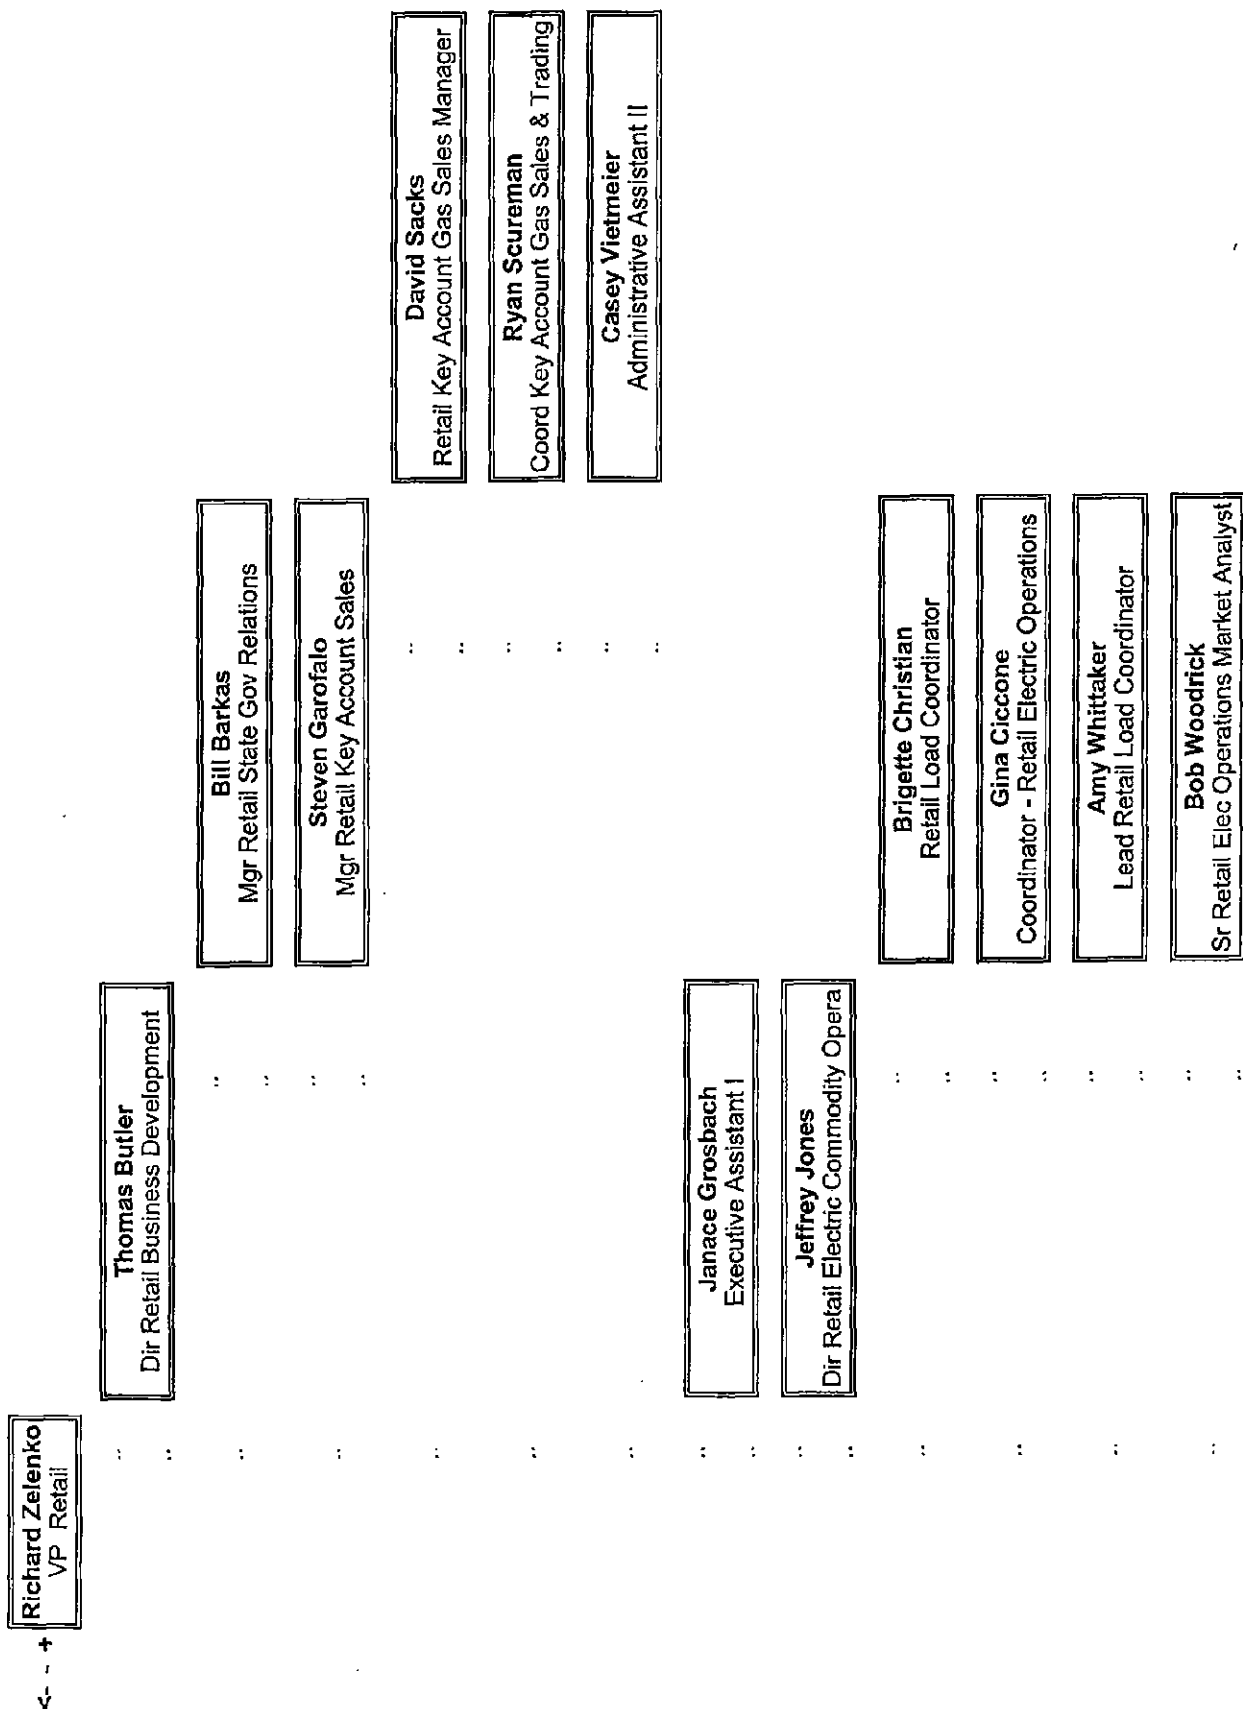 <- - +
Richard Zelenko
VP Retail
Thomas Butler
Dir Retail Business Development
Bill Barkas
Mgr Retail State Gov Relations
Steven Garofalo
Mgr Retail Key Account Sales
David Sacks
Retail Key Account Gas Sales Manager
Ryan Scureman
Coord Key Account Gas Sales & Trading
Casey Vietmeier
Administrative Assistant II
Janace Grosbach
Executive Assistant I
Jeffrey Jones
Dir Retail Electric Commodity Opera
Brigette Christian
Retail Load Coordinator
Gina Ciccone
Coordinator - Retail Electric Operations
Amy Whittaker
Lead Retail Load Coordinator
Bob Woodrick
Sr Retail Elec Operations Market Analyst